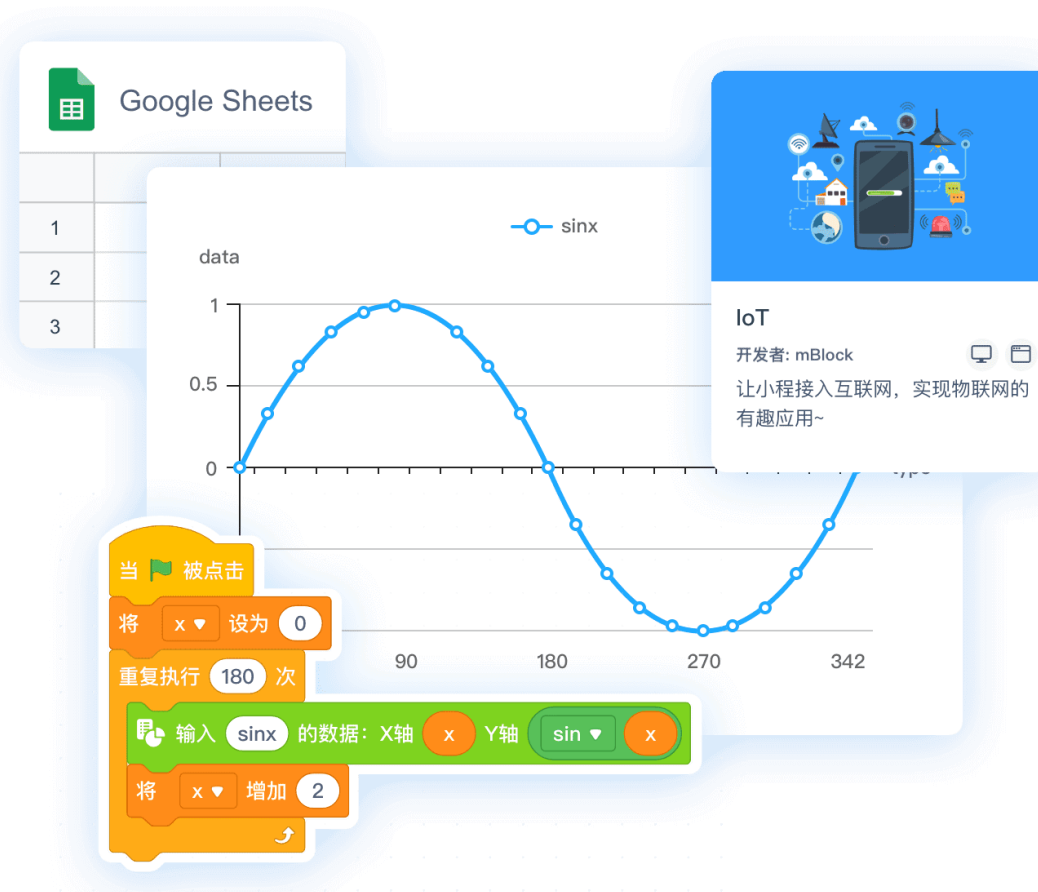 Google Sheets
1
2
3
sinx
data
1
0.5
0
type
90
180
270
342
IoT
开发者: mBlock
让小程接入互联网，实现物联网的
有趣应用~
当 被点击
将 x 设为 0
重复执行 180 次
输入 sinx 的数据：X轴 x Y轴 sin x
将 x 增加 2